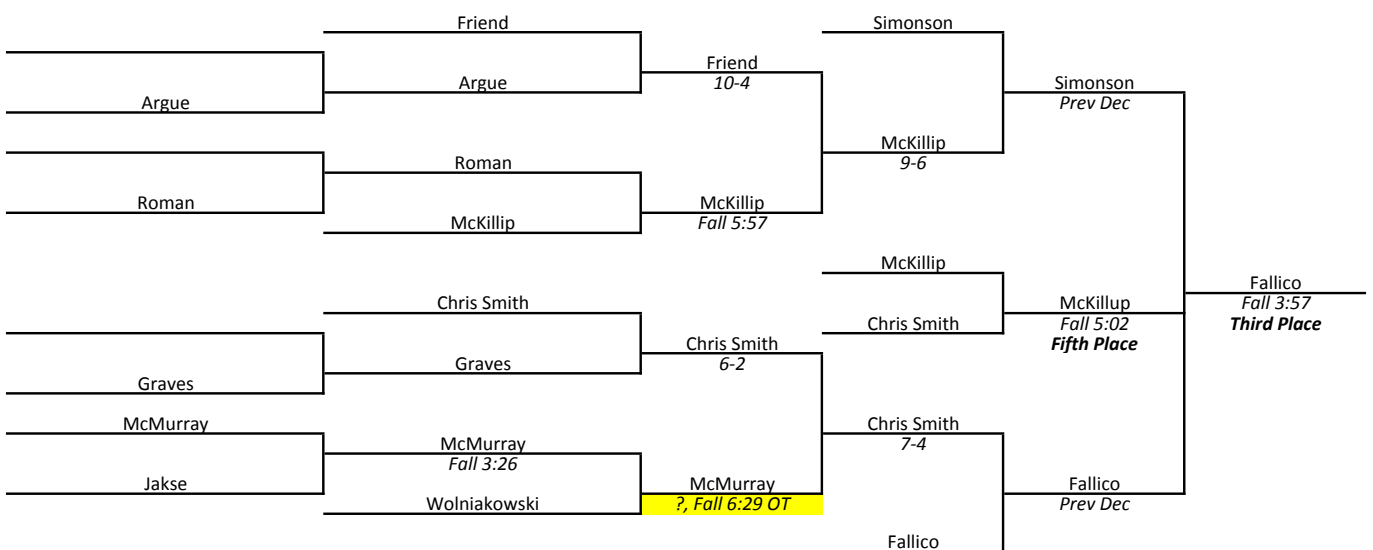 Friend
Simonson
Friend
10-4
Argue
Simonson
Prev Dec
Argue
McKillip
9-6
Roman
Roman
McKillip
Fall 5:57
McKillip
McKillip
Fallico
Fall 3:57
Third Place
Chris Smith
McKillup
Fall 5:02
Fifth Place
Chris Smith
Chris Smith
6-2
Graves
Graves
McMurray
Chris Smith
7-4
McMurray
Fall 3:26
Jakse
McMurray
?, Fall 6:29 OT
Fallico
Prev Dec
Wolniakowski
Fallico